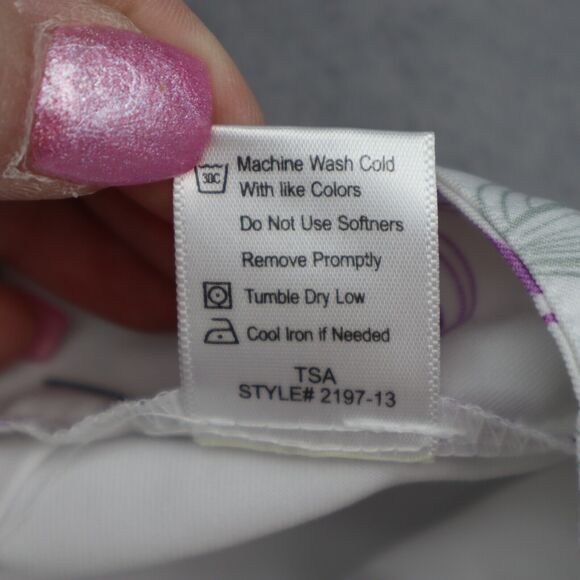 30C Machine Wash Cold
With like Colors
Do Not Use Softners
Remove Promptly
Tumble Dry Low
Cool Iron if Needed
TSA
STYLE# 2197-13